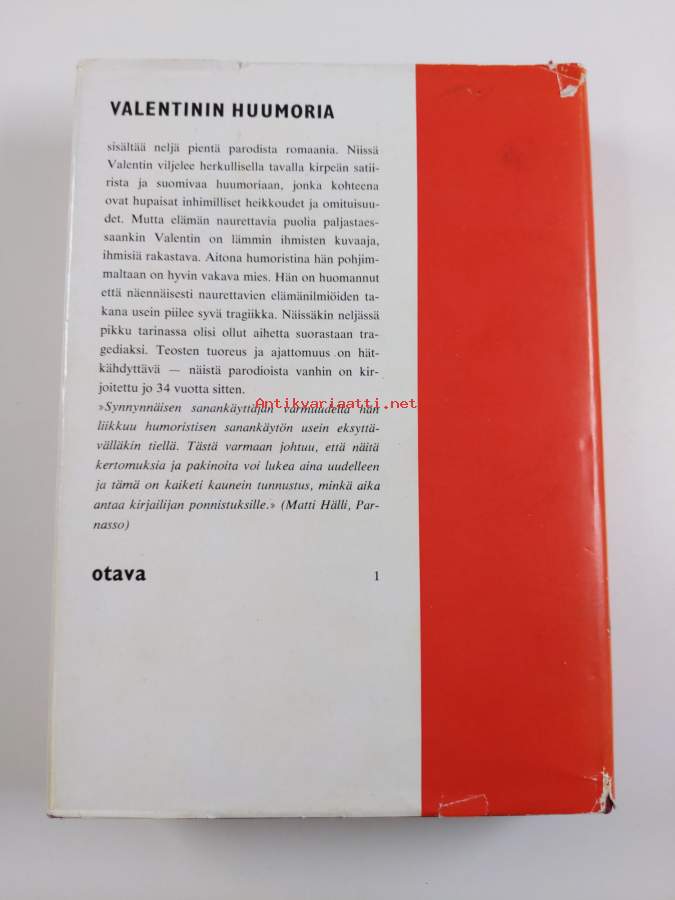 VALENTININ HUUMORIA
sisältää neljä pientä parodista romaania. Niissä
Valentin viljelee herkullisella tavalla kirpeän satii-
rista ja suomivaa huumoriaan, jonka kohteena
ovat hupaisat inhimilliset heikkoudet ja omituisuu-
det. Mutta elämän naurettavia puolia paljastaes-
saankin Valentin on lämmin ihmisten kuvaaja,
ihmisiä rakastava. Aitona humoristina hän pohjim-
maltaan on hyvin vakava mies. Hän on huomannut
että näennäisesti naurettavien elämänilmiöiden ta-
kana usein piilee syvä tragiikka. Näissäkin neljässä
pikku tarinassa olisi ollut aihetta suorastaan tra-
gediaksi. Teosten tuoreus ja ajattomuus on hät-
kähdyttävä — näistä parodioista vanhin on kir-
joitettu jo 34 vuotta sitten.
Antikvariaatti.net
»Synnynnäisen sanankäyttäjän varmuudella hän
liikkuu humoristisen sanankäytön usein eksyttä-
välläkin tiellä. Tästä varmaan johtuu, että näitä
kertomuksia ja pakinoita voi lukea aina uudelleen
ja tämä on kaiketi kaunein tunnustus, minkä aika
antaa kirjailijan ponnistuksille.» (Matti Hälli, Par-
nasso)
otava 1